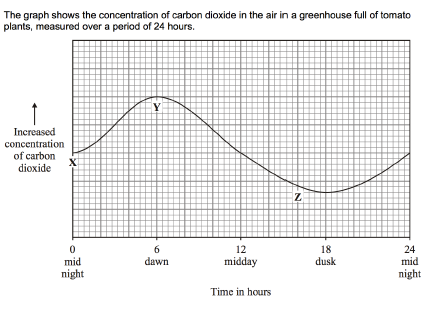 The graph shows the concentration of carbon dioxide in the air in a greenhouse full of tomato
plants, measured over a period of 24 hours.
Y
Increased
concentration
of carbon
dioxide
X
Z
0 6 12 18 24
mid dawn midday dusk mid
night night
Time in hours